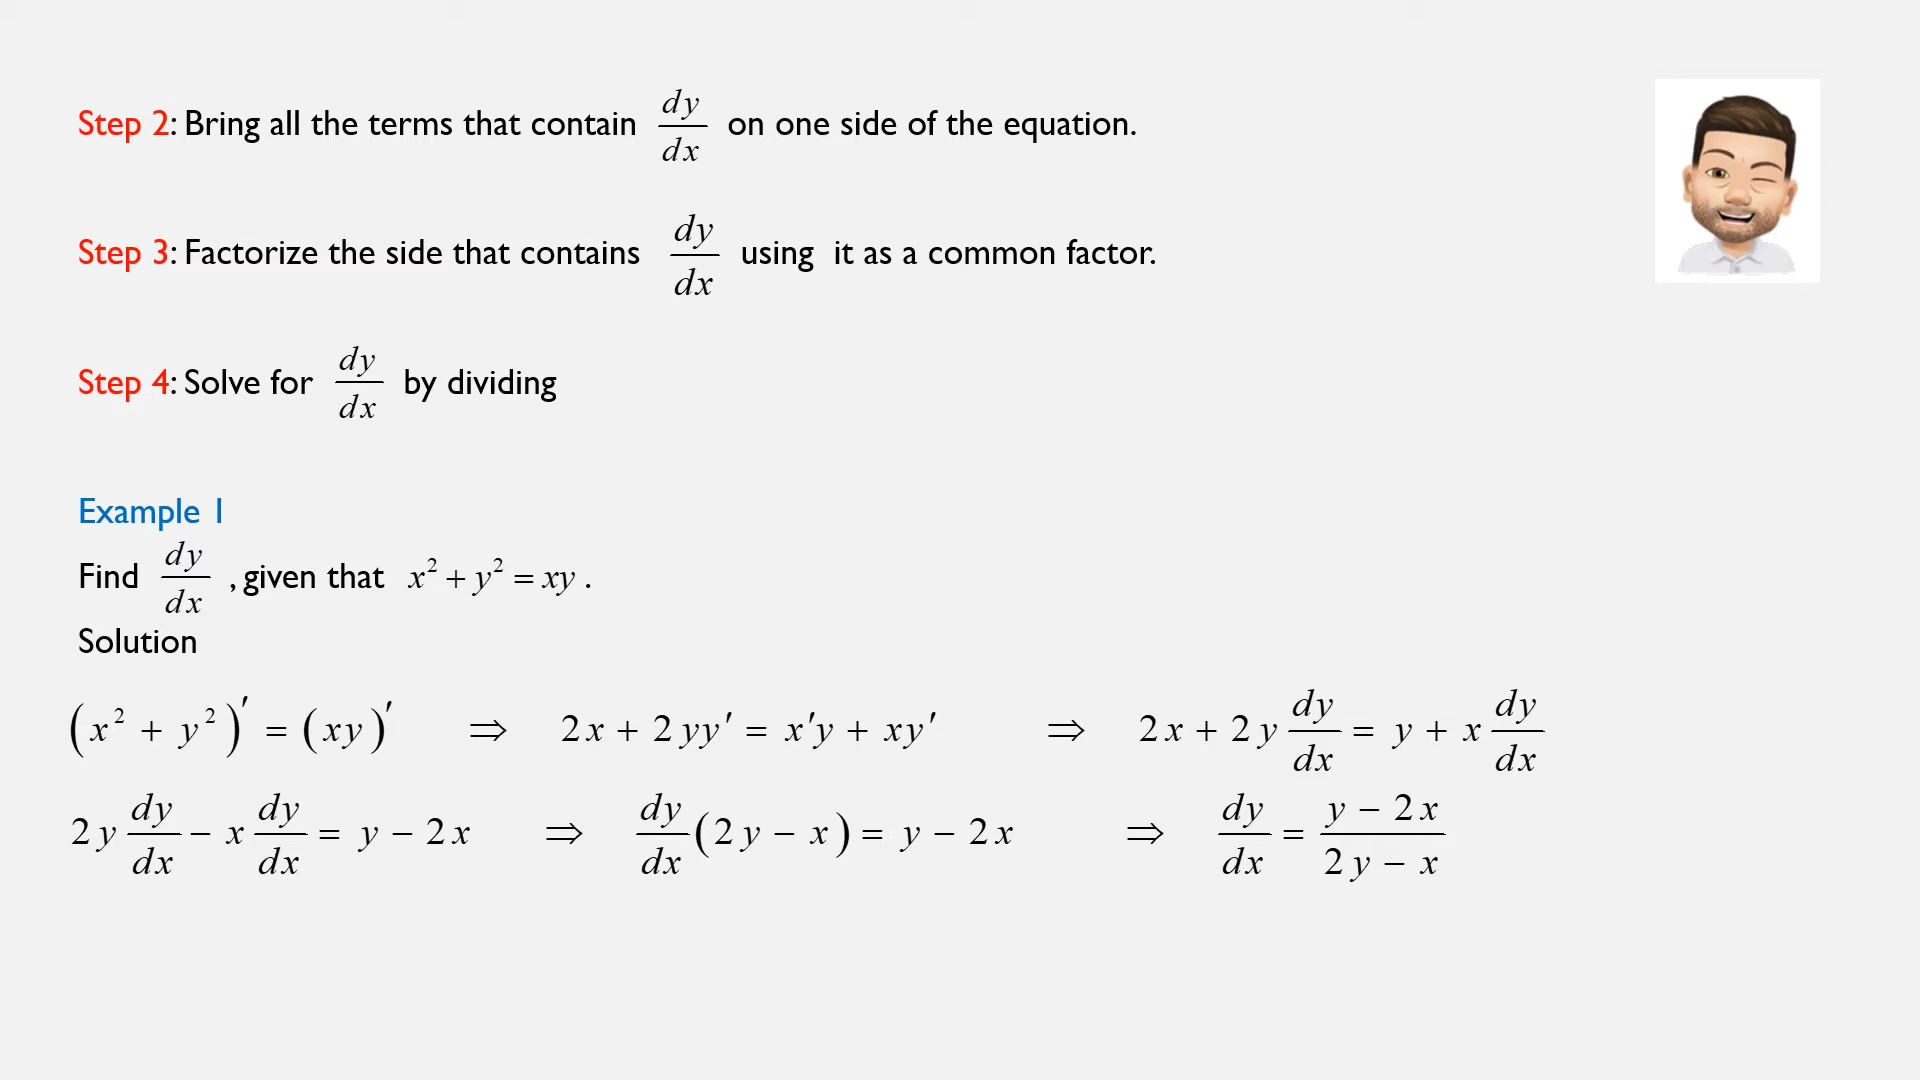 Step 2: Bring all the terms that contain dy/dx on one side of the equation.
Step 3: Factorize the side that contains dy/dx using it as a common factor.
Step 4: Solve for dy/dx by dividing
Example 1
Find dy/dx , given that x² + y² = xy .
Solution
(x² + y²)′ = (xy)′ ⇒ 2x + 2yy′ = x′y + xy′ ⇒ 2x + 2y dy/dx = y + x dy/dx
2y dy/dx − x dy/dx = y − 2x ⇒ dy/dx (2y − x) = y − 2x ⇒ dy/dx = (y − 2x)/(2y − x)